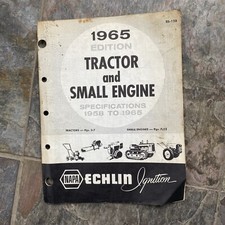 1965
EDITION
TRACTOR
and
SMALL ENGINE
SPECIFICATIONS
1958 TO 1965
NAPA
ECHLIN Ignition